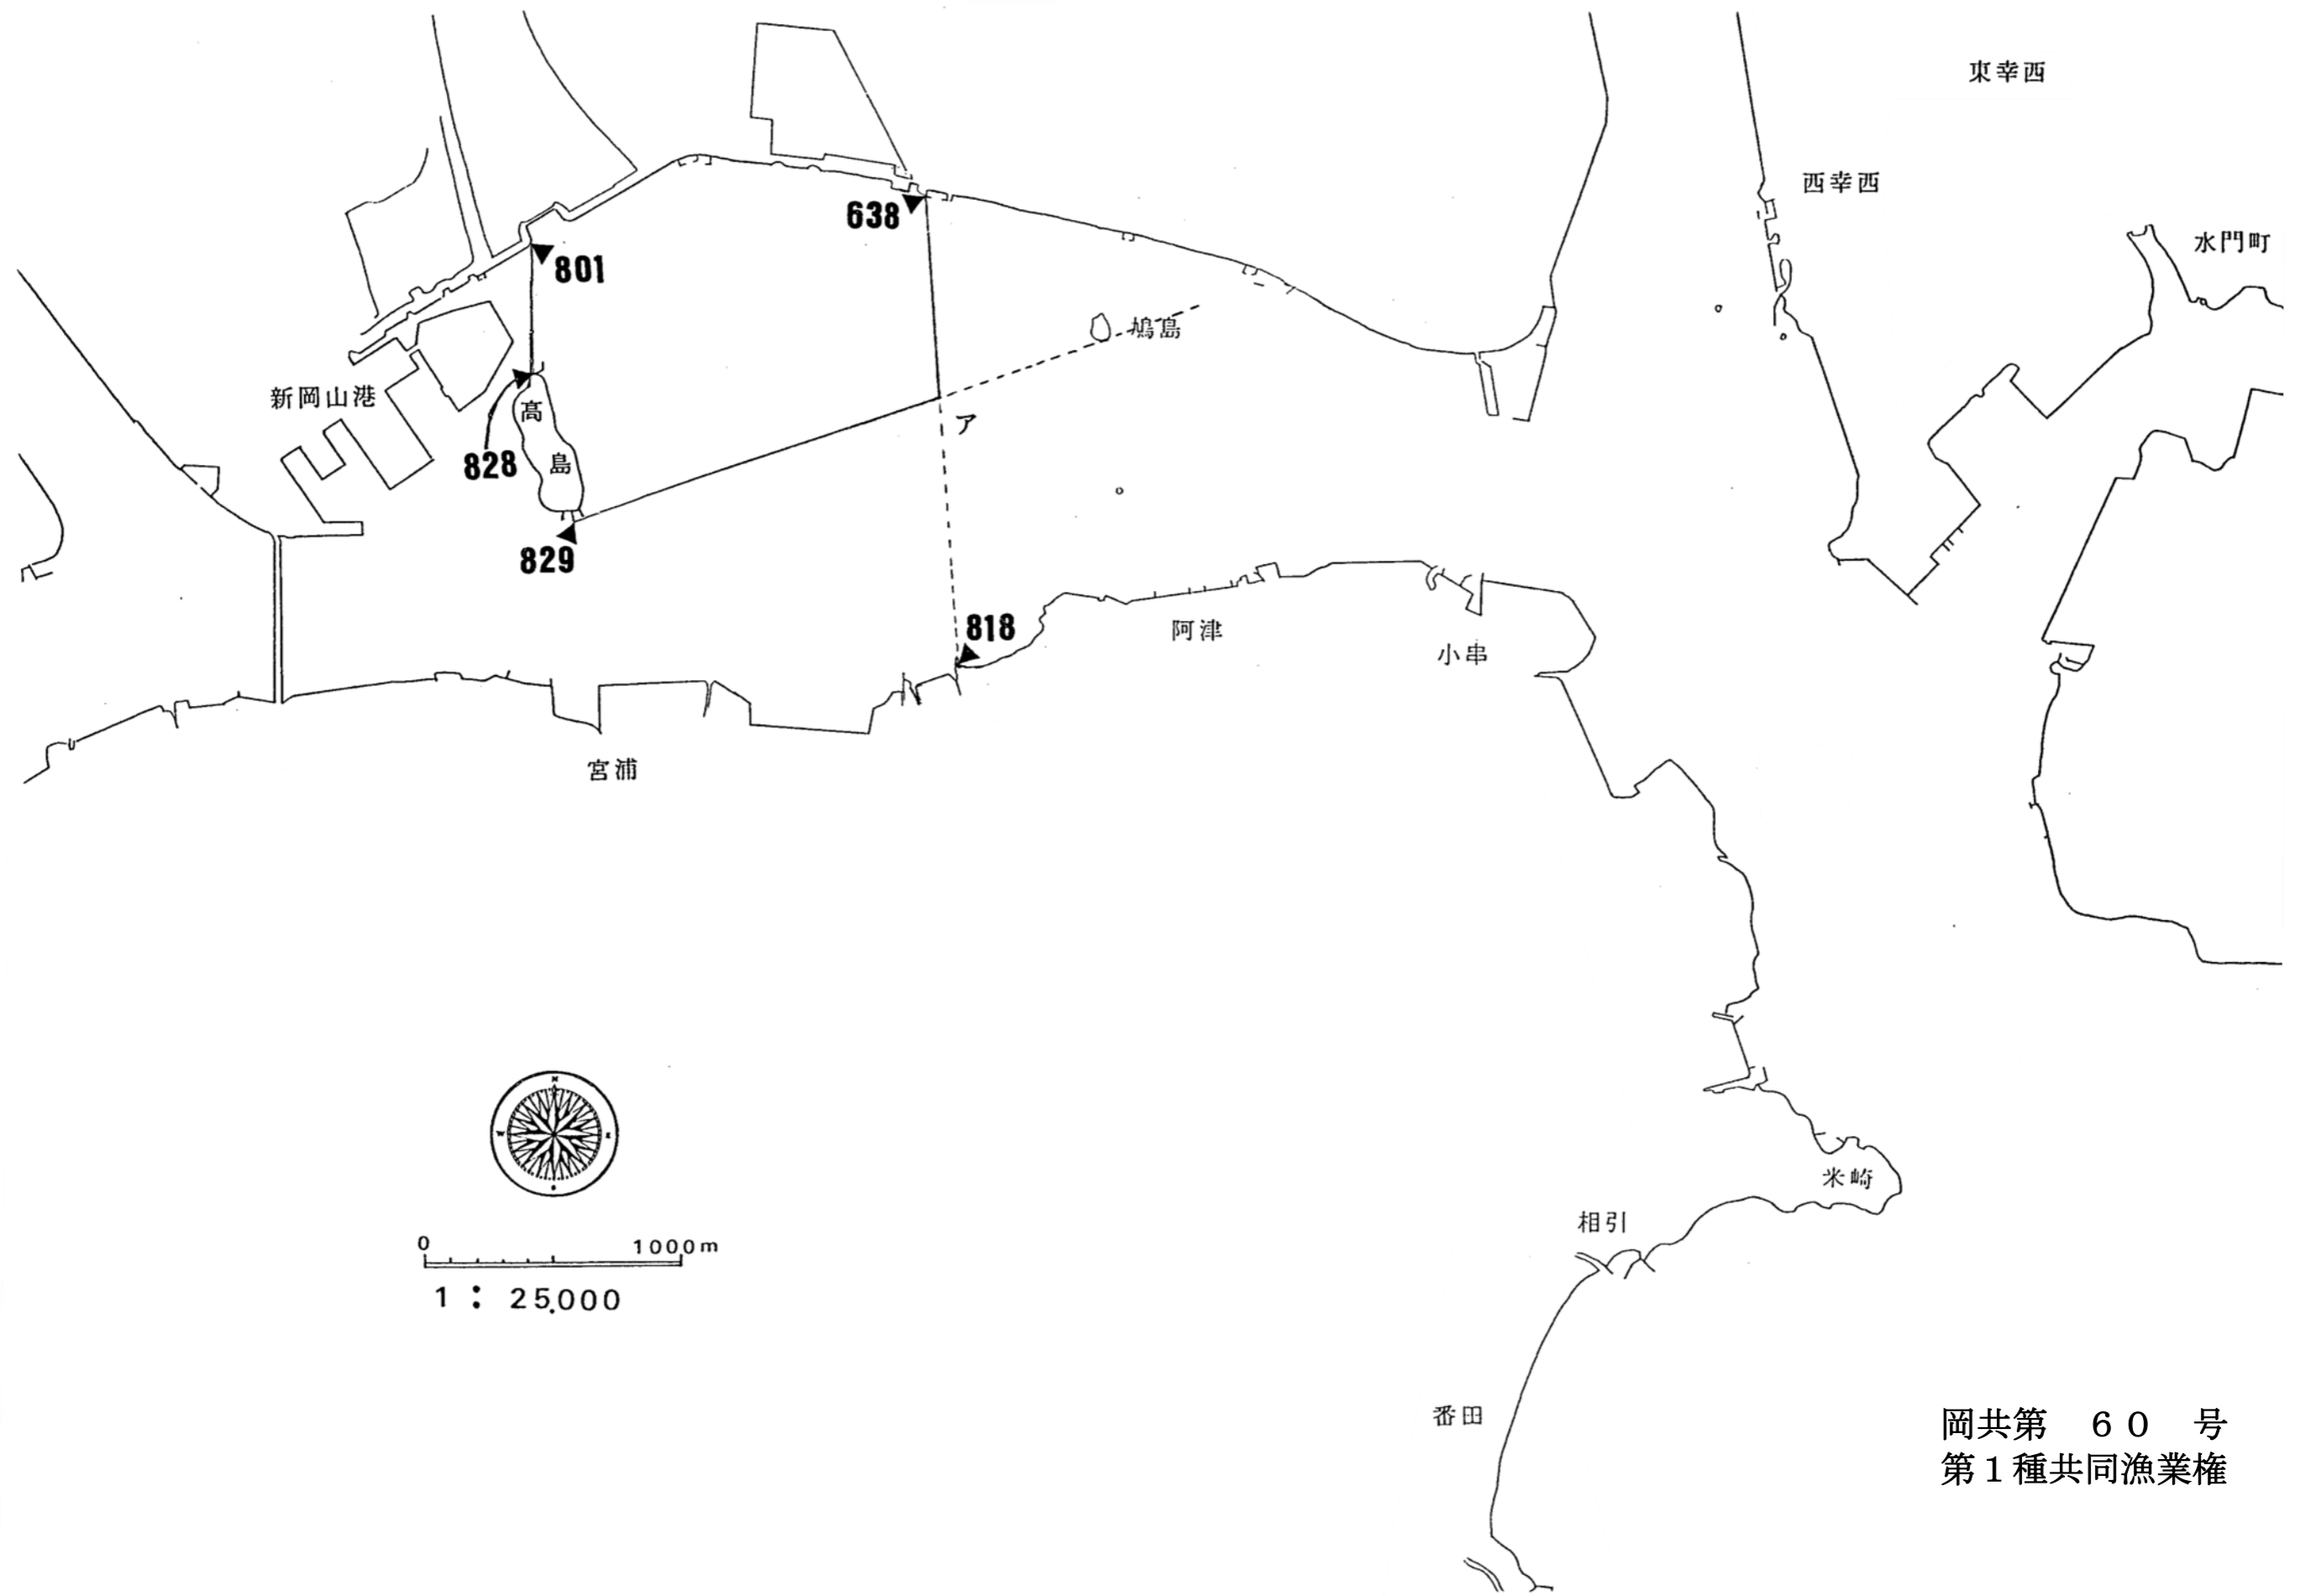 東幸西
西幸西
水門町
638
801
鳩島
新岡山港
高
島
ア
828
829
818
阿津
小串
宮浦
N
W
E
S
米崎
相引
0 1000m
1：25,000
番田
岡共第　６０　号
第１種共同漁業権